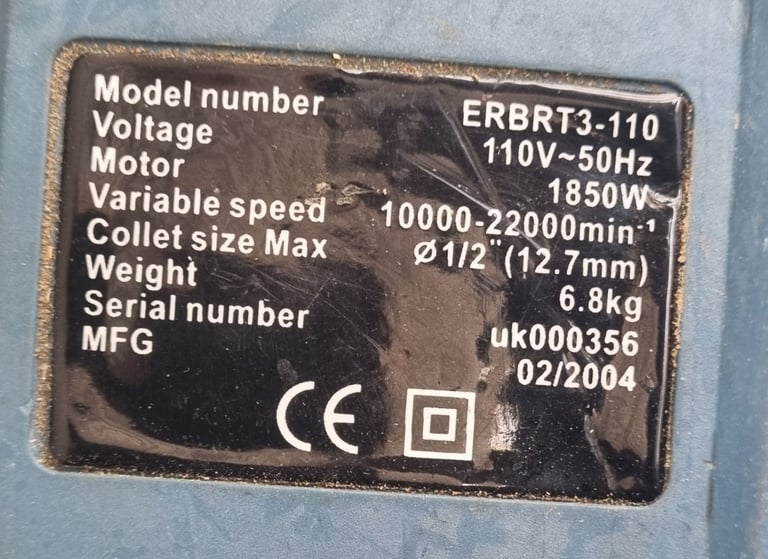 Model number ERBRT3-110
Voltage 110V~50Hz
Motor 1850W
Variable speed 10000-22000min⁻¹
Collet size Max Ø1/2"(12.7mm)
Weight 6.8kg
Serial number uk000356
MFG 02/2004
CE